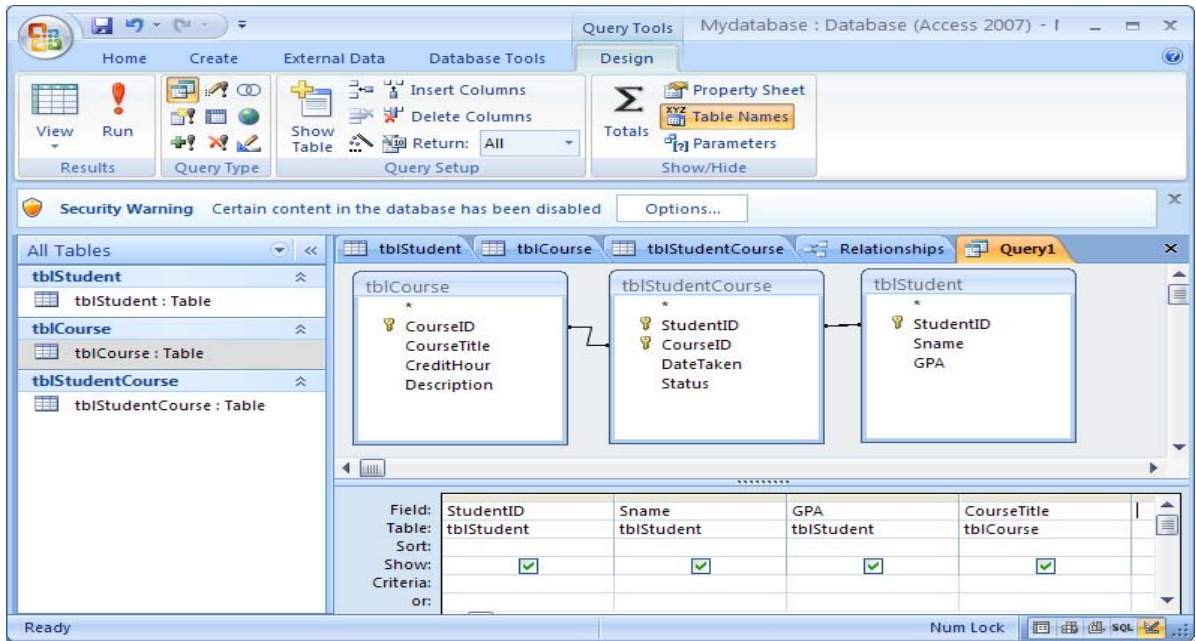 Query Tools Mydatabase : Database (Access 2007) -
Home Create External Data Database Tools Design
View
Run
Results
Query Type
Show
Table
Insert Columns
Delete Columns
Return: All
Query Setup
Totals
Property Sheet
XYZ
Table Names
[?] Parameters
Show/Hide
Security Warning Certain content in the database has been disabled Options...
All Tables
tblStudent
tblStudent : Table
tblCourse
tblCourse : Table
tblStudentCourse
tblStudentCourse : Table
tblStudent tblCourse tblStudentCourse Relationships Query1
tblCourse
*
CourseID
CourseTitle
CreditHour
Description
tblStudentCourse
*
StudentID
CourseID
DateTaken
Status
tblStudent
*
StudentID
Sname
GPA
Field: StudentID Sname GPA CourseTitle
Table: tblStudent tblStudent tblStudent tblCourse
Sort:
Show:
Criteria:
or:
Ready Num Lock SQL